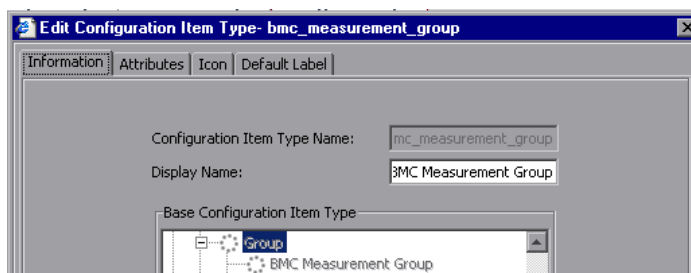 Edit Configuration Item Type- bmc_measurement_group
Information Attributes Icon Default Label
Configuration Item Type Name: mc_measurement_group
Display Name: BMC Measurement Group
Base Configuration Item Type
Group
BMC Measurement Group